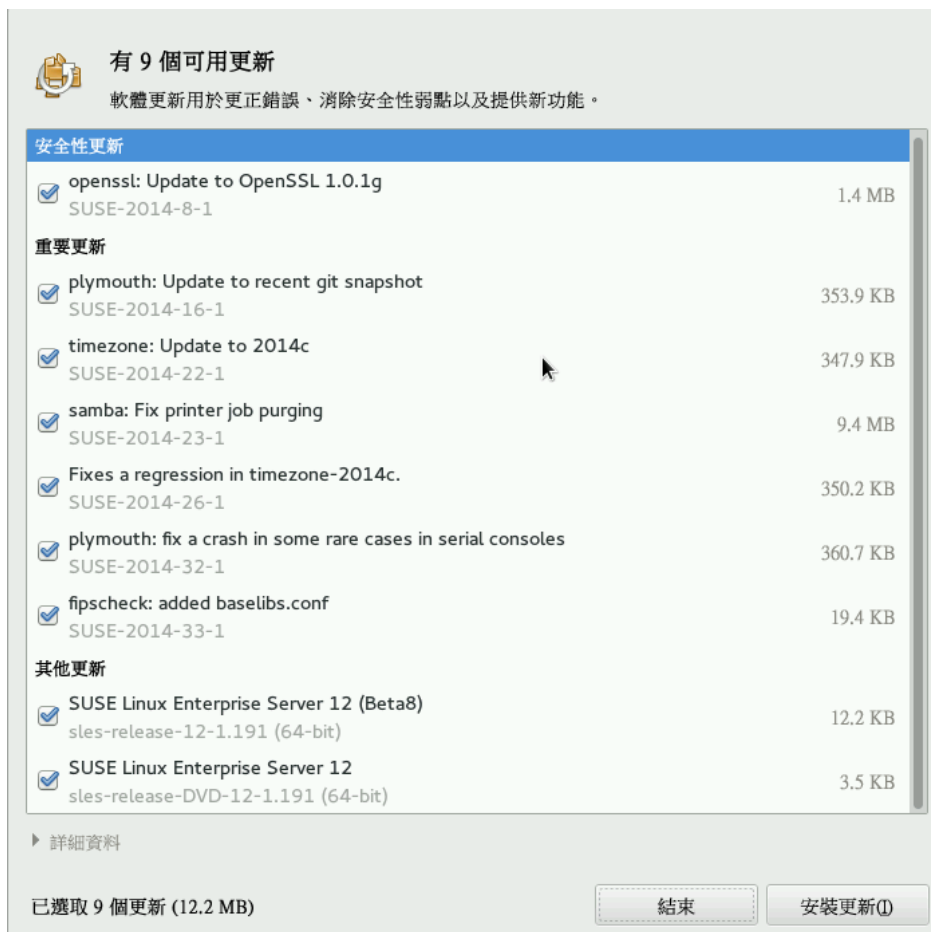 有 9 個可用更新
軟體更新用於更正錯誤、消除安全性弱點以及提供新功能。
安全性更新
openssl: Update to OpenSSL 1.0.1g
1.4 MB
SUSE-2014-8-1
重要更新
plymouth: Update to recent git snapshot
353.9 KB
SUSE-2014-16-1
timezone: Update to 2014c
347.9 KB
SUSE-2014-22-1
samba: Fix printer job purging
9.4 MB
SUSE-2014-23-1
Fixes a regression in timezone-2014c.
350.2 KB
SUSE-2014-26-1
plymouth: fix a crash in some rare cases in serial consoles
360.7 KB
SUSE-2014-32-1
fipscheck: added baselibs.conf
19.4 KB
SUSE-2014-33-1
其他更新
SUSE Linux Enterprise Server 12 (Beta8)
12.2 KB
sles-release-12-1.191 (64-bit)
SUSE Linux Enterprise Server 12
3.5 KB
sles-release-DVD-12-1.191 (64-bit)
詳細資料
已選取 9 個更新 (12.2 MB)
結束
安裝更新(I)